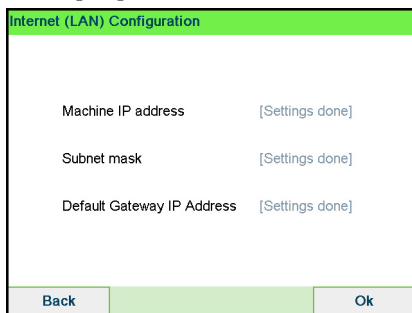 Internet (LAN) Configuration
Machine IP address [Settings done]
Subnet mask [Settings done]
Default Gateway IP Address [Settings done]
Back Ok